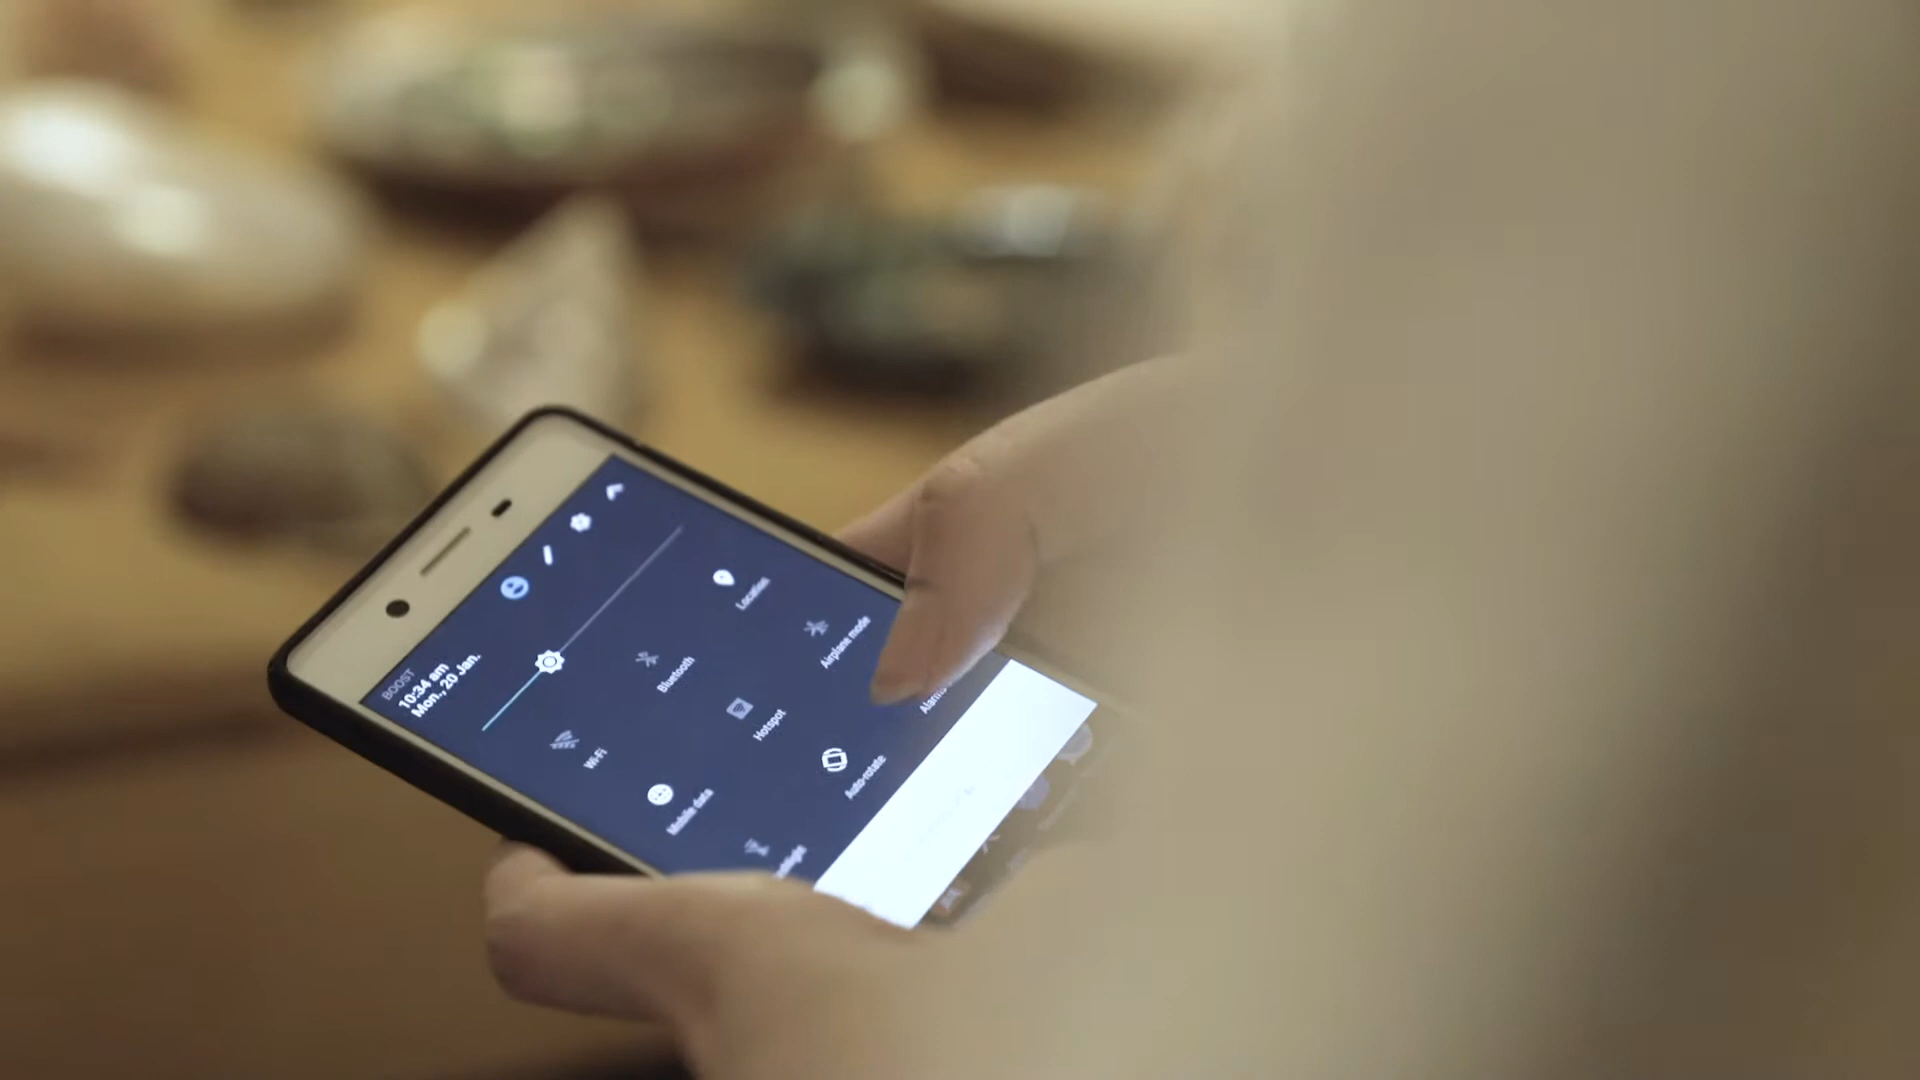 BOOST
10:34 am
Mon., 20 Jan.
Wi-Fi
Bluetooth
Location
Mobile data
Hotspot
Airplane mode
Auto-rotate